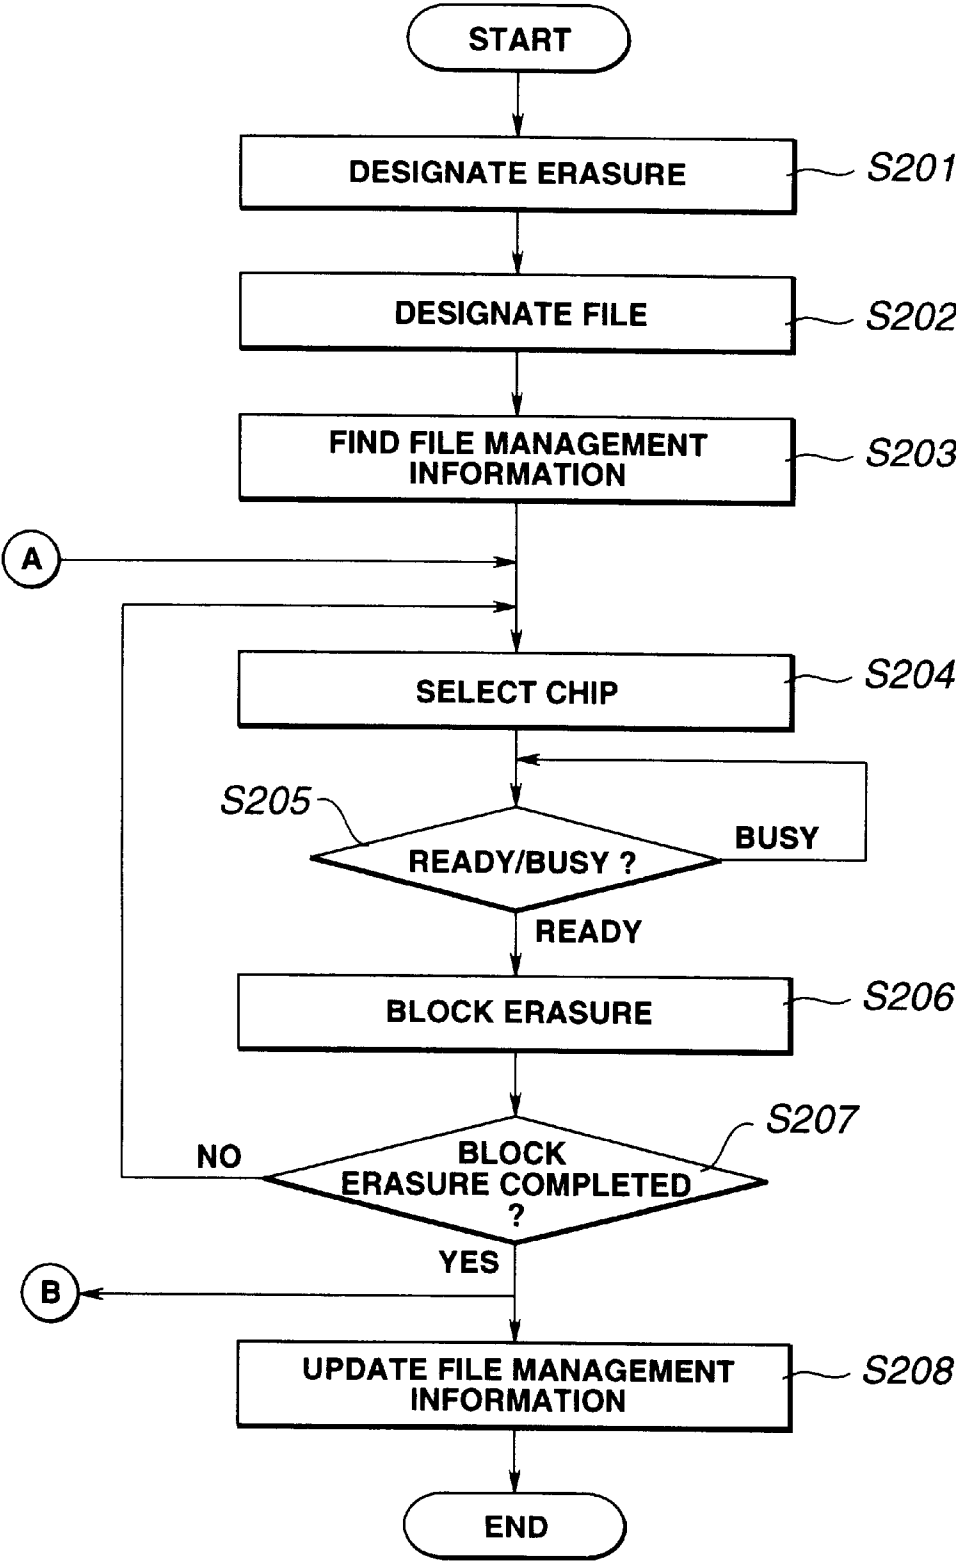 START
DESIGNATE ERASURE
S201
DESIGNATE FILE
S202
FIND FILE MANAGEMENT
INFORMATION
S203
A
SELECT CHIP
S204
S205
READY/BUSY ?
BUSY
READY
BLOCK ERASURE
S206
S207
NO
BLOCK
ERASURE COMPLETED
?
YES
B
UPDATE FILE MANAGEMENT
INFORMATION
S208
END